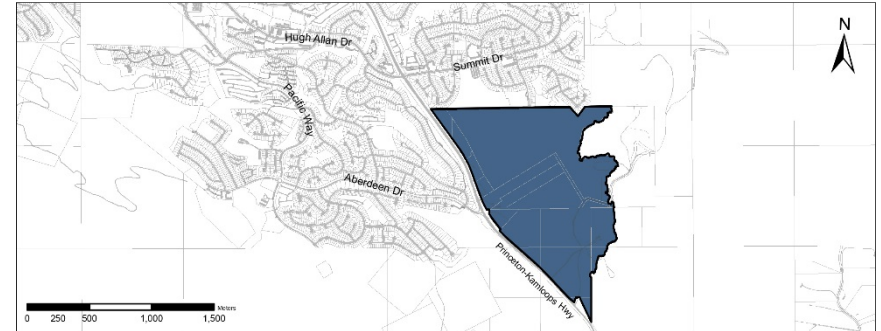 N
Hugh Allan Dr
Summit Dr
Pacific Way
Aberdeen Dr
Princeton-Kamloops Hwy
Meters
0 250 500 1,000 1,500